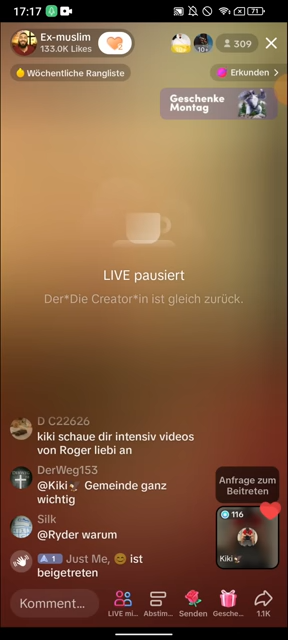 17:17
71
Ex-muslim
133.0K Likes
10+
309
Wöchentliche Rangliste
Erkunden
Geschenke
Montag
LIVE pausiert
Der*Die Creator*in ist gleich zurück.
D C22626
kiki schaue dir intensiv videos
von Roger liebi an
DerWeg153
@Kiki🦅 Gemeinde ganz
wichtig
Silk
@Ryder warum
Anfrage zum
Beitreten
116
Kiki🦅
1 Just Me, 😊 ist
beigetreten
Komment...
LIVE mi...
Abstim...
Senden
Gesche...
1.1K